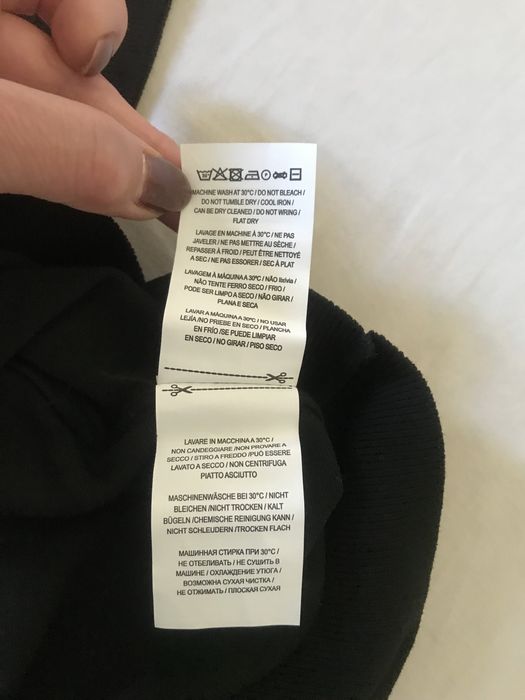 MACHINE WASH AT 30°C / DO NOT BLEACH /
DO NOT TUMBLE DRY / COOL IRON /
CAN BE DRY CLEANED / DO NOT WRING /
FLAT DRY
LAVAGE EN MACHINE À 30°C / NE PAS
JAVELER / NE PAS METTRE AU SÈCHE /
REPASSER À FROID / PEUT ÊTRE NETTOYÉ
A SEC / NE PAS ESSORER / SEC À PLAT
LAVAGEM À MÁQUINA A 30ºC / NÃO lixívia /
NÃO TENTE FERRO SECO / FRIO /
PODE SER LIMPO A SECO / NÃO GIRAR /
PLANA E SECA
LAVAR A MÁQUINA A 30ºC / NO USAR
LEJÍA /NO PRIEBE EN SECO / PLANCHA
EN FRÍO /SE PUEDE LIMPIAR
EN SECO / NO GIRAR / PISO SECO
LAVARE IN MACCHINA A 30°C /
NON CANDEGGIARE /NON PROVARE A
SECCO / STIRO A FREDDO /PUÒ ESSERE
LAVATO A SECCO / NON CENTRIFUGA
PIATTO ASCIUTTO
MASCHINENWÄSCHE BEI 30°C / NICHT
BLEICHEN /NICHT TROCKEN / KALT
BÜGELN /CHEMISCHE REINIGUNG KANN /
NICHT SCHLEUDERN /TROCKEN FLACH
МАШИННАЯ СТИРКА ПРИ 30°C /
НЕ ОТБЕЛИВАТЬ / НЕ СУШИТЬ В
МАШИНЕ / ОХЛАЖДЕНИЕ УТЮГА /
ВОЗМОЖНА СУХАЯ ЧИСТКА /
НЕ ОТЖИМАТЬ / ПЛОСКАЯ СУХАЯ